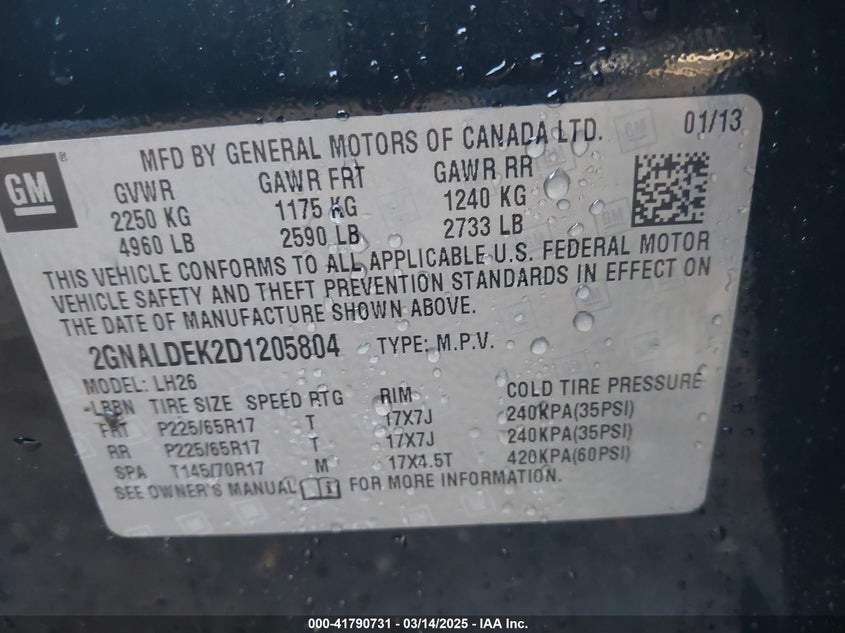 MFD BY GENERAL MOTORS OF CANADA LTD. 01/13
GM®
GVWR GAWR FRT GAWR RR
2250 KG 1175 KG 1240 KG
4960 LB 2590 LB 2733 LB
THIS VEHICLE CONFORMS TO ALL APPLICABLE U.S. FEDERAL MOTOR
VEHICLE SAFETY AND THEFT PREVENTION STANDARDS IN EFFECT ON
THE DATE OF MANUFACTURE SHOWN ABOVE.
2GNALDEK2D1205804 TYPE: M.P.V.
MODEL: LH26
-LRBN TIRE SIZE SPEED RTG RIM COLD TIRE PRESSURE
FRT P225/65R17 T 17X7J 240KPA(35PSI)
RR P225/65R17 T 17X7J 240KPA(35PSI)
SPA T145/70R17 M 17X4.5T 420KPA(60PSI)
SEE OWNER'S MANUAL FOR MORE INFORMATION.
000-41790731 - 03/14/2025 - IAA Inc.